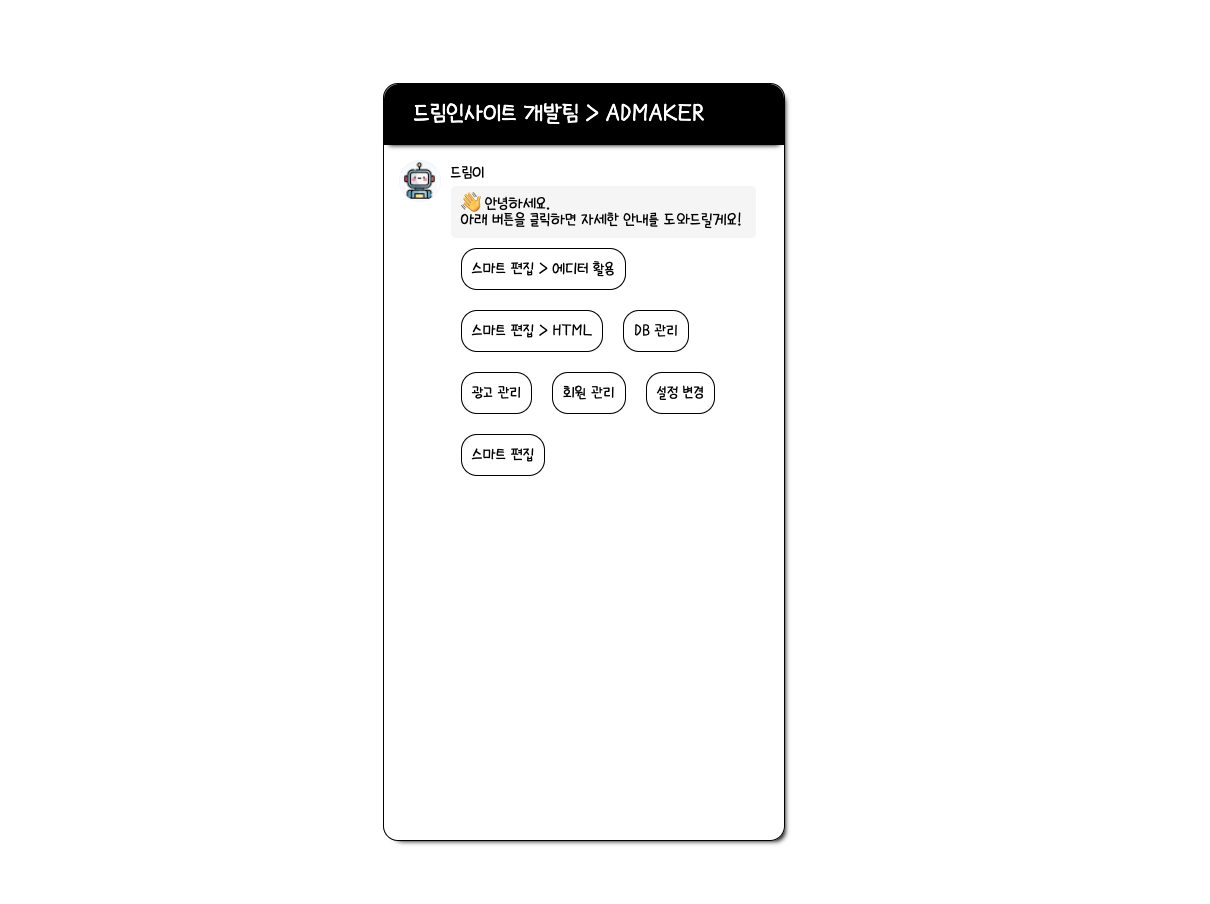 드림인사이트 개발팀 > ADMAKER
드림이
👋 안녕하세요.
아래 버튼을 클릭하면 자세한 안내를 도와드릴게요!
스마트 편집 > 에디터 활용
스마트 편집 > HTML
DB 관리
광고 관리
회원 관리
설정 변경
스마트 편집